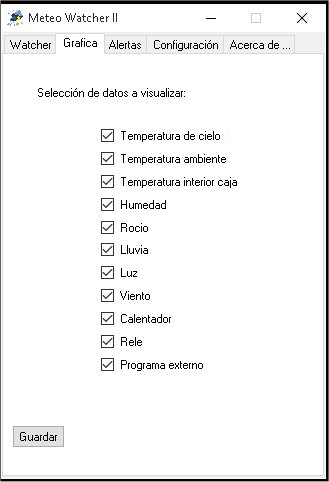 Meteo Watcher II
Watcher Grafica Alertas Configuración Acerca de ...
Selección de datos a visualizar:
Temperatura de cielo
Temperatura ambiente
Temperatura interior caja
Humedad
Rocio
Lluvia
Luz
Viento
Calentador
Rele
Programa externo
Guardar